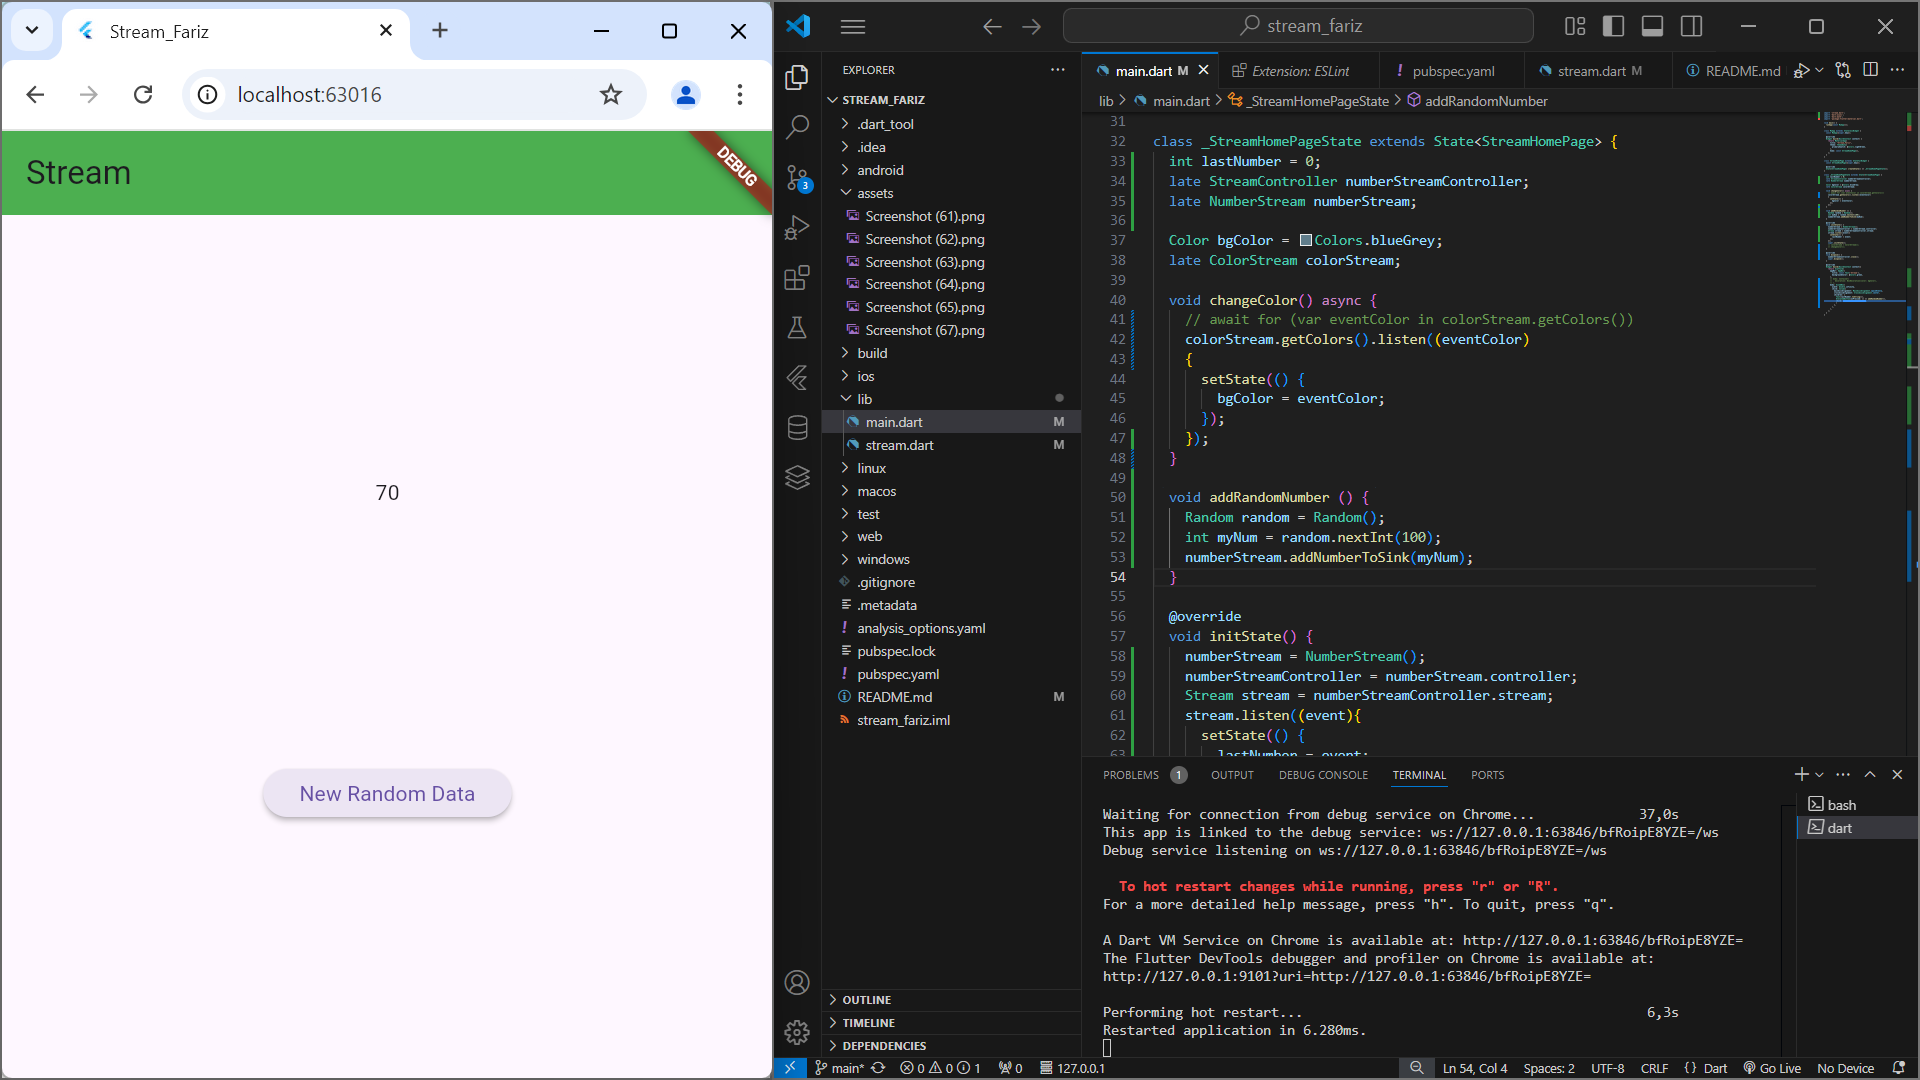 Stream_Fariz
localhost:63016
Stream
DEBUG
70
New Random Data
stream_fariz
EXPLORER
STREAM_FARIZ
.dart_tool
.idea
android
assets
Screenshot (61).png
Screenshot (62).png
Screenshot (63).png
Screenshot (64).png
Screenshot (65).png
Screenshot (67).png
build
ios
lib
main.dart M
stream.dart M
linux
macos
test
web
windows
.gitignore
.metadata
analysis_options.yaml
pubspec.lock
pubspec.yaml
README.md M
stream_fariz.iml
OUTLINE
TIMELINE
DEPENDENCIES
3
main.dart M Extension: ESLint ! pubspec.yaml stream.dart M README.md
lib > main.dart > _StreamHomePageState > addRandomNumber
31
32 class _StreamHomePageState extends State<StreamHomePage> {
33 int lastNumber = 0;
34 late StreamController numberStreamController;
35 late NumberStream numberStream;
36
37 Color bgColor = Colors.blueGrey;
38 late ColorStream colorStream;
39
40 void changeColor() async {
41 // await for (var eventColor in colorStream.getColors())
42 colorStream.getColors().listen((eventColor)
43 {
44 setState(() {
45 bgColor = eventColor;
46 });
47 });
48 }
49
50 void addRandomNumber () {
51 Random random = Random();
52 int myNum = random.nextInt(100);
53 numberStream.addNumberToSink(myNum);
54 }
55
56 @override
57 void initState() {
58 numberStream = NumberStream();
59 numberStreamController = numberStream.controller;
60 Stream stream = numberStreamController.stream;
61 stream.listen((event){
62 setState(() {
63 lastNumber = event;
PROBLEMS 1 OUTPUT DEBUG CONSOLE TERMINAL PORTS
Waiting for connection from debug service on Chrome... 37,0s
This app is linked to the debug service: ws://127.0.0.1:63846/bfRoipE8YZE=/ws
Debug service listening on ws://127.0.0.1:63846/bfRoipE8YZE=/ws
To hot restart changes while running, press "r" or "R".
For a more detailed help message, press "h". To quit, press "q".
A Dart VM Service on Chrome is available at: http://127.0.0.1:63846/bfRoipE8YZE=
The Flutter DevTools debugger and profiler on Chrome is available at:
http://127.0.0.1:9101?uri=http://127.0.0.1:63846/bfRoipE8YZE=
Performing hot restart... 6,3s
Restarted application in 6.280ms.
bash
dart
main* 0 0 1 0 127.0.0.1 Ln 54, Col 4 Spaces: 2 UTF-8 CRLF {} Dart Go Live No Device